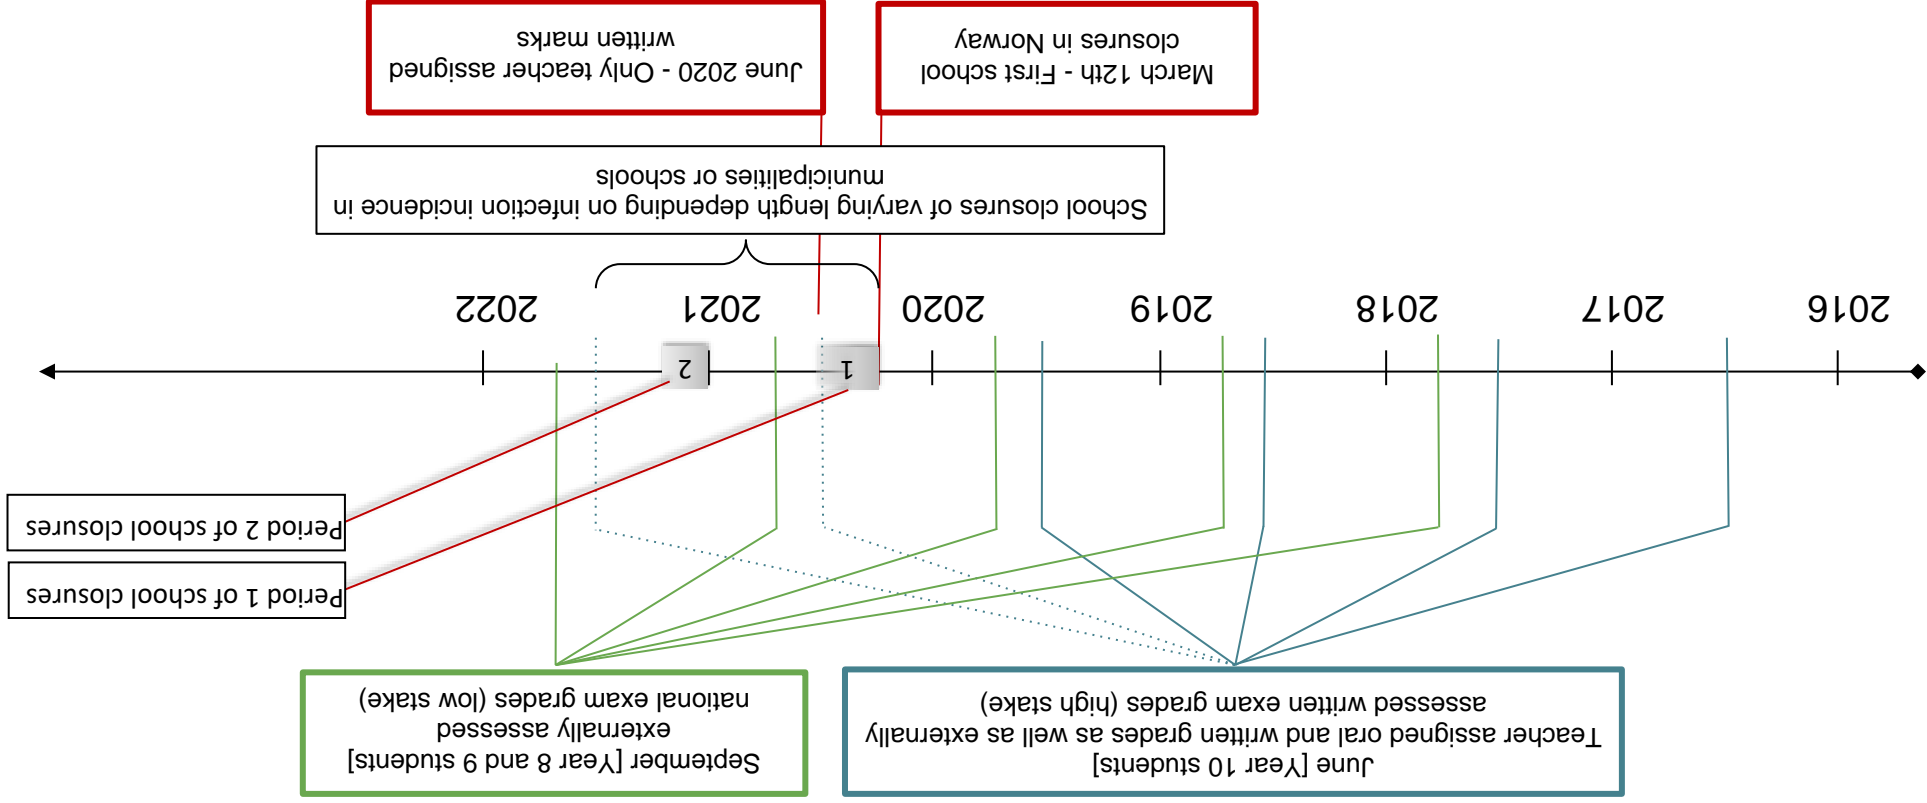 June [Year 10 students]
Teacher assigned oral and written grades as well as externally
assessed written exam grades (high stake)
September [Year 8 and 9 students]
externally assessed
national exam grades (low stake)
Period 1 of school closures
Period 2 of school closures
1
2
2016
2017
2018
2019
2020
2021
2022
School closures of varying length depending on infection incidence in
municipalities or schools
March 12th - First school
closures in Norway
June 2020 - Only teacher assigned
written marks